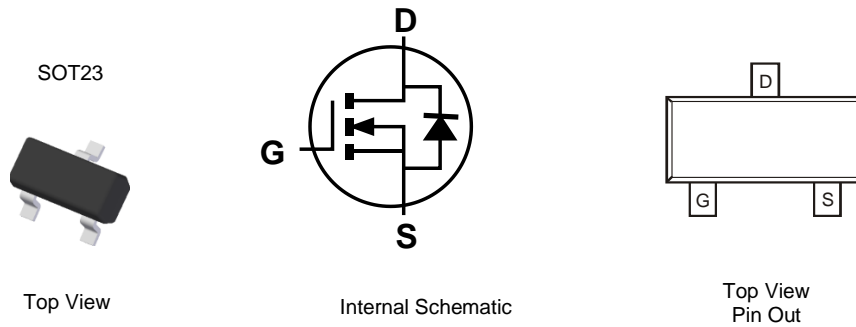 SOT23
Top View
D
G
S
Internal Schematic
D
G
S
Top View
Pin Out